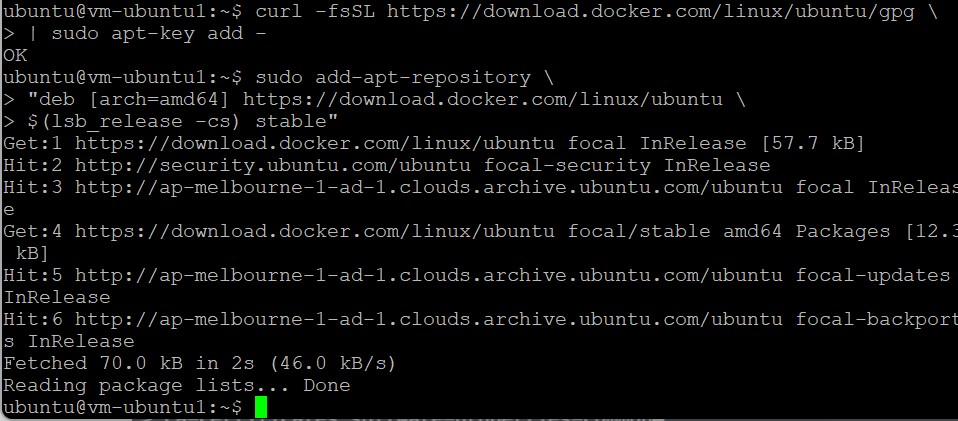 ubuntu@vm-ubuntu1:~$ curl -fsSL https://download.docker.com/linux/ubuntu/gpg \
> | sudo apt-key add -
OK
ubuntu@vm-ubuntu1:~$ sudo add-apt-repository \
> "deb [arch=amd64] https://download.docker.com/linux/ubuntu \
> $(lsb_release -cs) stable"
Get:1 https://download.docker.com/linux/ubuntu focal InRelease [57.7 kB]
Hit:2 http://security.ubuntu.com/ubuntu focal-security InRelease
Hit:3 http://ap-melbourne-1-ad-1.clouds.archive.ubuntu.com/ubuntu focal InReleas
e
Get:4 https://download.docker.com/linux/ubuntu focal/stable amd64 Packages [12.3
 kB]
Hit:5 http://ap-melbourne-1-ad-1.clouds.archive.ubuntu.com/ubuntu focal-updates
InRelease
Hit:6 http://ap-melbourne-1-ad-1.clouds.archive.ubuntu.com/ubuntu focal-backport
s InRelease
Fetched 70.0 kB in 2s (46.0 kB/s)
Reading package lists... Done
ubuntu@vm-ubuntu1:~$